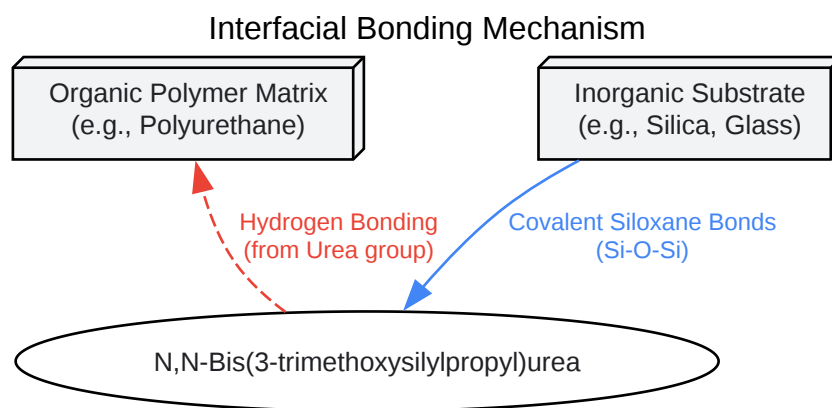 Interfacial Bonding Mechanism
Organic Polymer Matrix
(e.g., Polyurethane)
Inorganic Substrate
(e.g., Silica, Glass)
Hydrogen Bonding
(from Urea group)
Covalent Siloxane Bonds
(Si-O-Si)
N,N-Bis(3-trimethoxysilylpropyl)urea